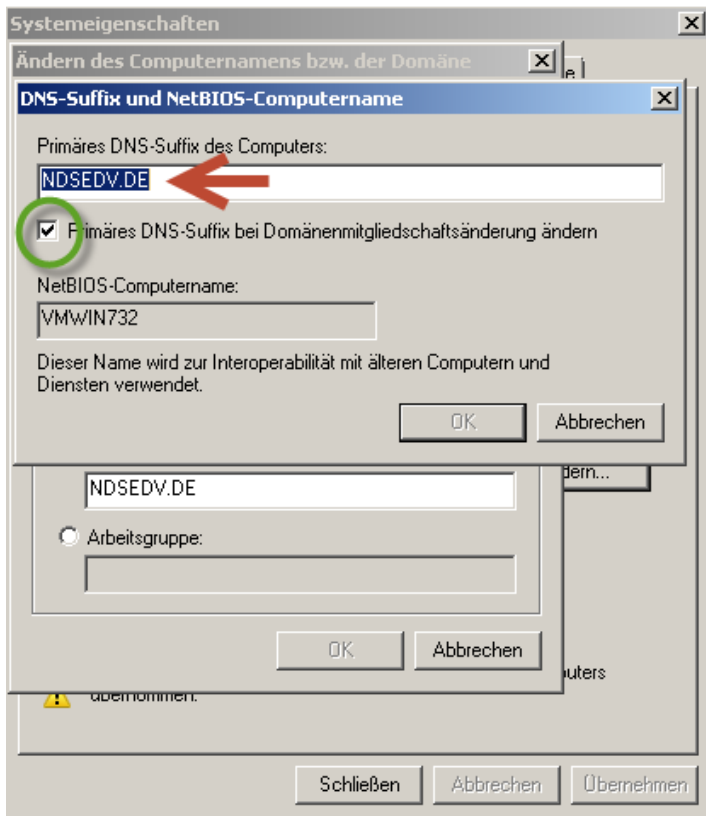 Systemeigenschaften
Ändern des Computernamens bzw. der Domäne
DNS-Suffix und NetBIOS-Computername
Primäres DNS-Suffix des Computers:
NDSEDV.DE
Primäres DNS-Suffix bei Domänenmitgliedschaftsänderung ändern
NetBIOS-Computername:
VMWIN732
Dieser Name wird zur Interoperabilität mit älteren Computern und
Diensten verwendet.
OK Abbrechen
dern...
NDSEDV.DE
Arbeitsgruppe:
OK Abbrechen
uters
übernommen.
Schließen Abbrechen Übernehmen